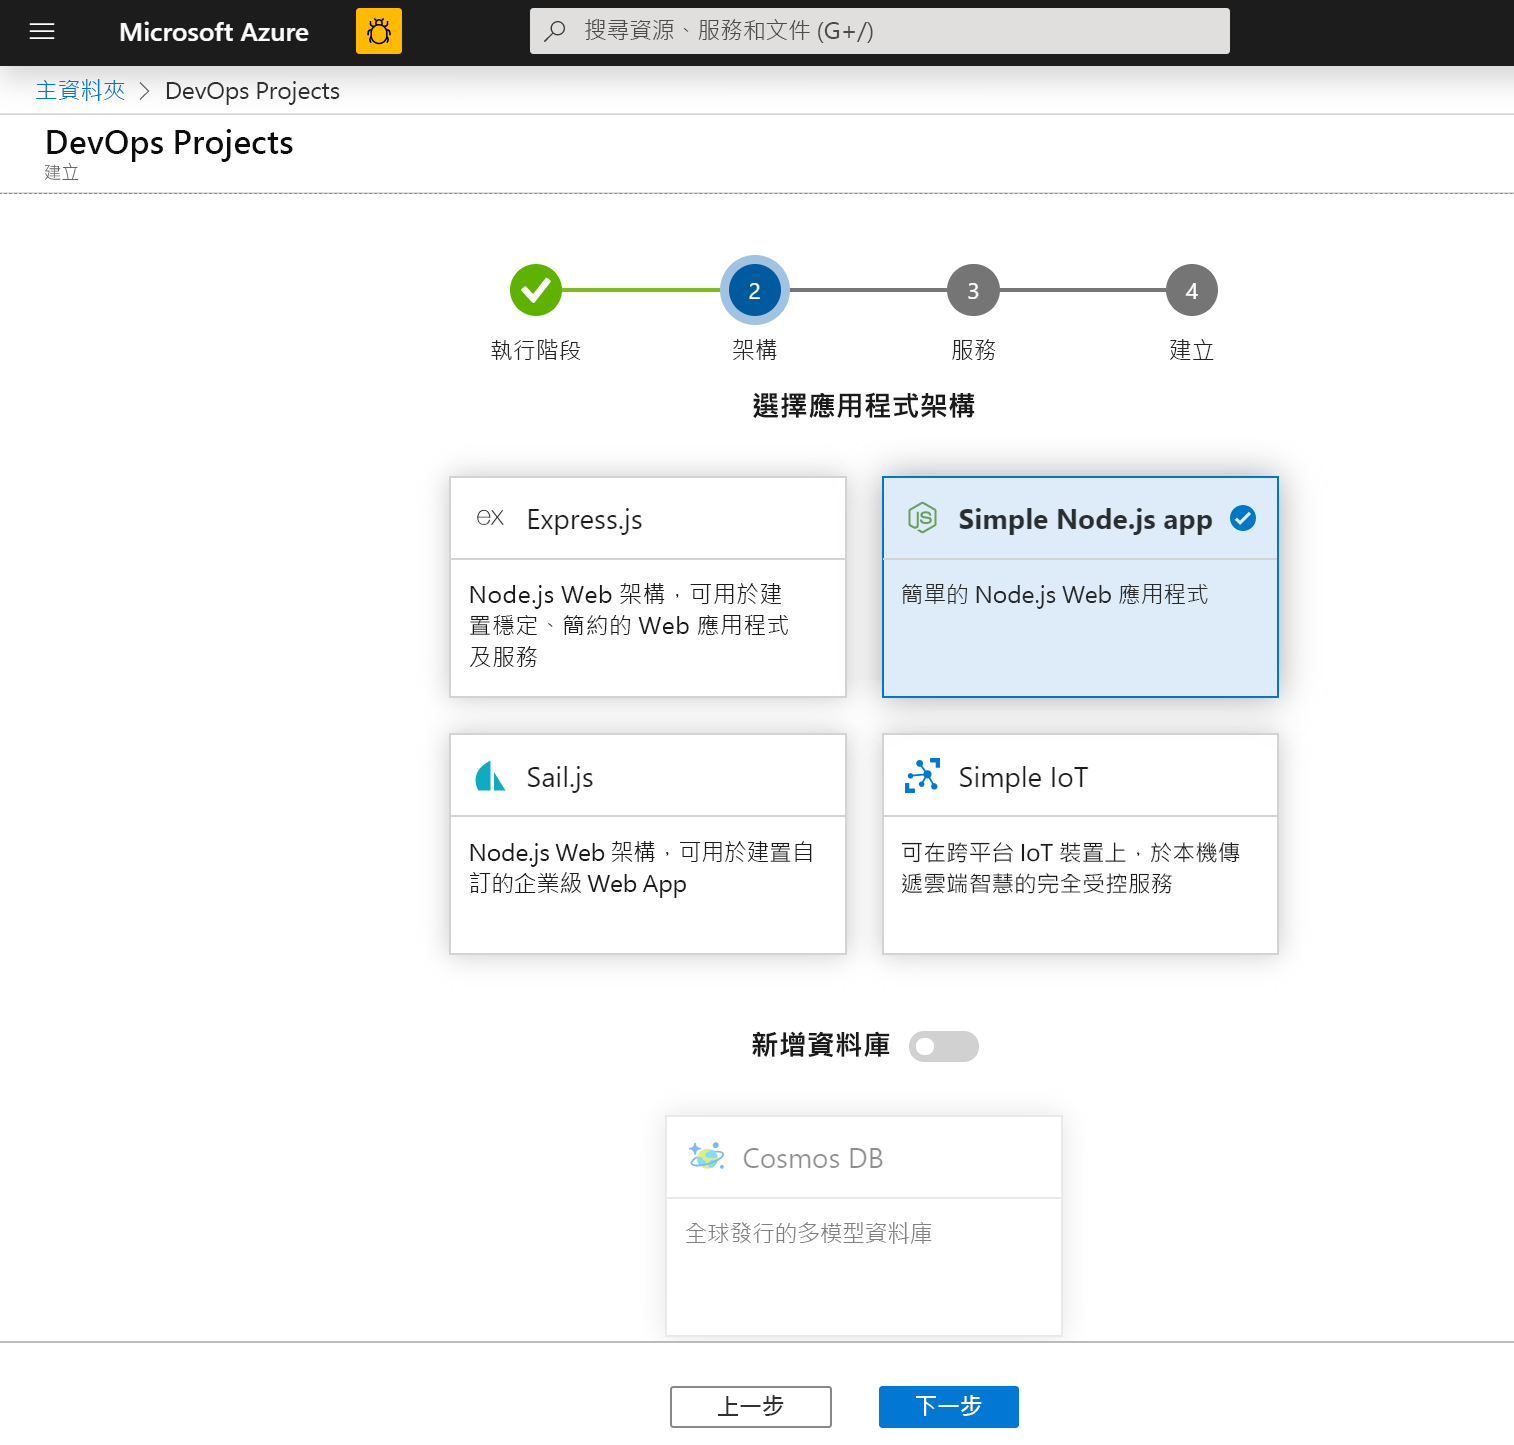 Microsoft Azure
搜尋資源、服務和文件 (G+/)
主資料夾 > DevOps Projects
DevOps Projects
建立
2
3
4
執行階段
架構
服務
建立
選擇應用程式架構
ex Express.js
Node.js Web 架構，可用於建
置穩定、簡約的 Web 應用程式
及服務
JS Simple Node.js app
簡單的 Node.js Web 應用程式
Sail.js
Node.js Web 架構，可用於建置自
訂的企業級 Web App
Simple IoT
可在跨平台 IoT 裝置上，於本機傳
遞雲端智慧的完全受控服務
新增資料庫
Cosmos DB
全球發行的多模型資料庫
上一步
下一步